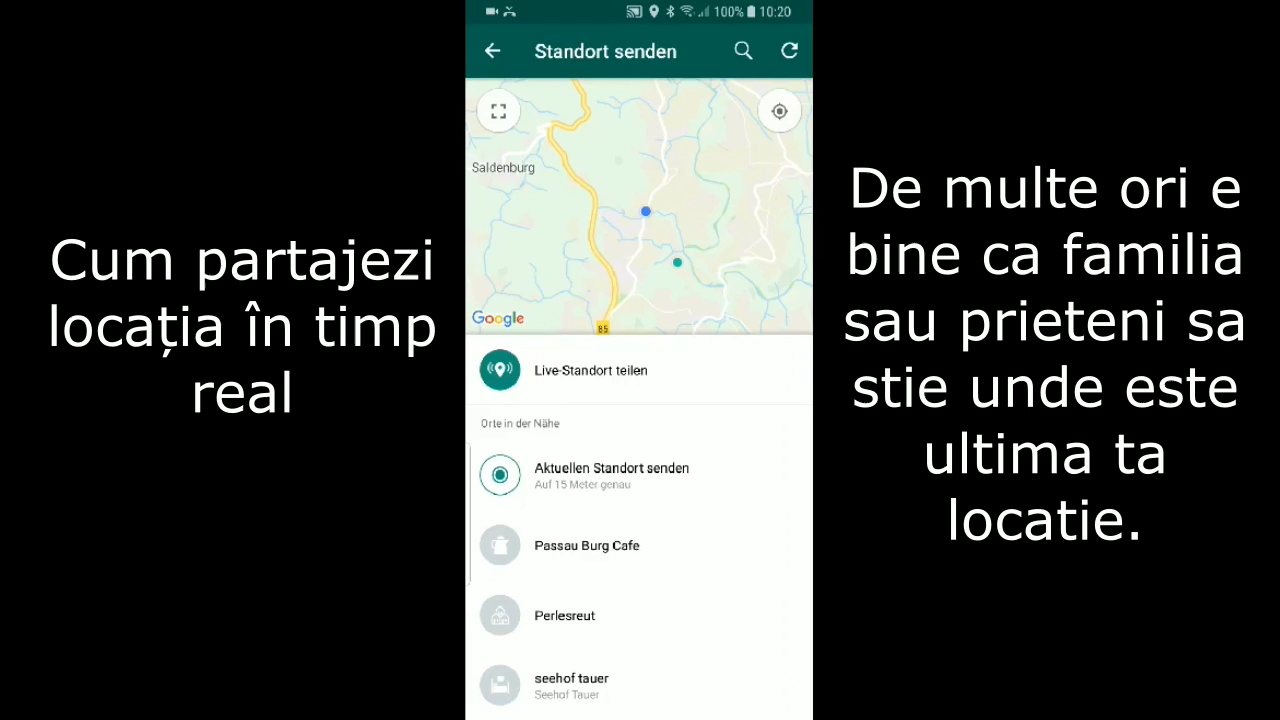 Cum partajezi
locația în timp
real
100% 10:20
Standort senden
Saldenburg
Google
85
Live-Standort teilen
Orte in der Nähe
Aktuellen Standort senden
Auf 15 Meter genau
Passau Burg Cafe
Perlesreut
seehof tauer
Seehof Tauer
De multe ori e
bine ca familia
sau prieteni sa
stie unde este
ultima ta
locatie.